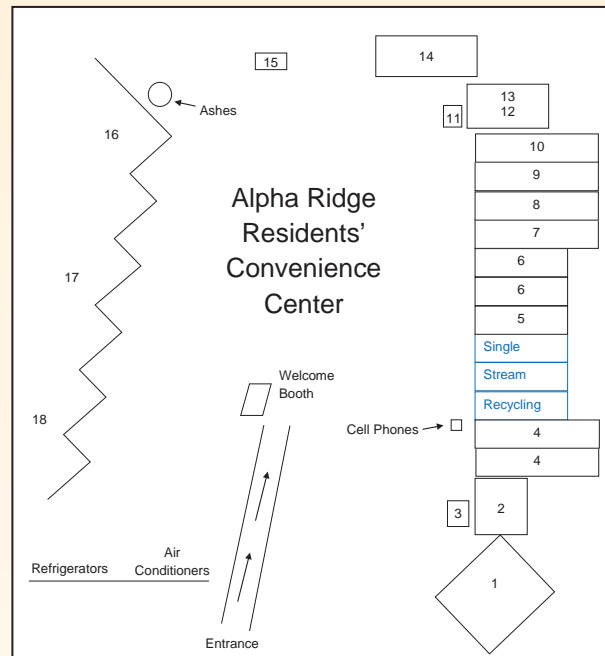 15
14
Ashes
13
12
11
16
10
9
Alpha Ridge
Residents'
Convenience
Center
8
7
6
17
6
5
Single
Stream
Recycling
Welcome
Booth
18
Cell Phones
4
4
3
2
Refrigerators
Air
Conditioners
1
Entrance